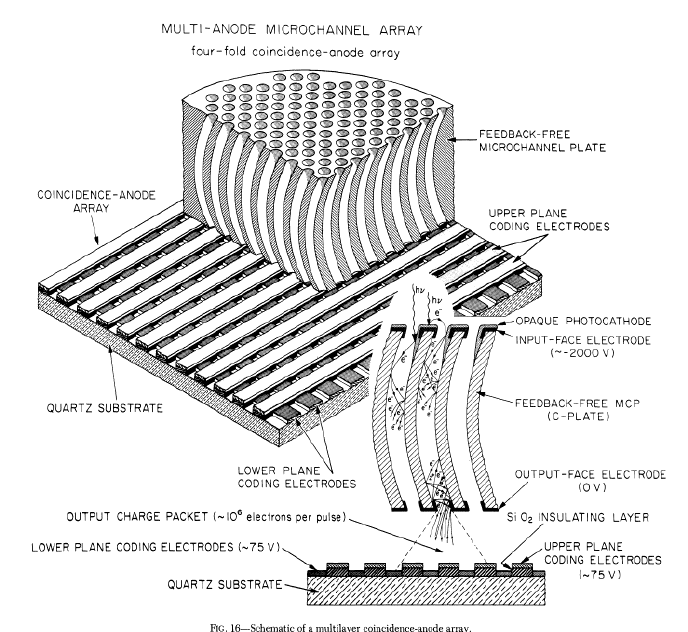 MULTI-ANODE MICROCHANNEL ARRAY
four-fold coincidence-anode array
FEEDBACK-FREE
MICROCHANNEL PLATE
COINCIDENCE-ANODE
ARRAY
UPPER PLANE
CODING ELECTRODES
hν
hν
e⁻
OPAQUE PHOTOCATHODE
INPUT-FACE ELECTRODE
(~-2000 V)
FEEDBACK-FREE MCP
(C-PLATE)
QUARTZ SUBSTRATE
LOWER PLANE
CODING ELECTRODES
OUTPUT-FACE ELECTRODE
(0 V)
OUTPUT CHARGE PACKET (~10⁶ electrons per pulse)
SiO₂ INSULATING LAYER
LOWER PLANE CODING ELECTRODES (~75 V)
UPPER PLANE
CODING ELECTRODES
(~75 V)
QUARTZ SUBSTRATE
FIG. 16—Schematic of a multilayer coincidence-anode array.